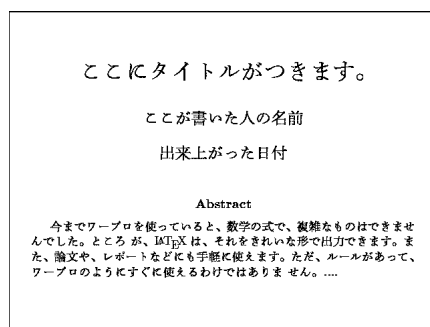 ここにタイトルがつきます。
ここが書いた人の名前
出来上がった日付
Abstract
今までワープロを使っていると、数学の式で、複雑なものはできませ
んでした。ところ が、LATEX は、それをきれいな形で出力できます。ま
た、論文や、レポートなどにも手軽に使えます。ただ、ルールがあって、
ワープロのようにすぐに使えるわけではありま せん。....